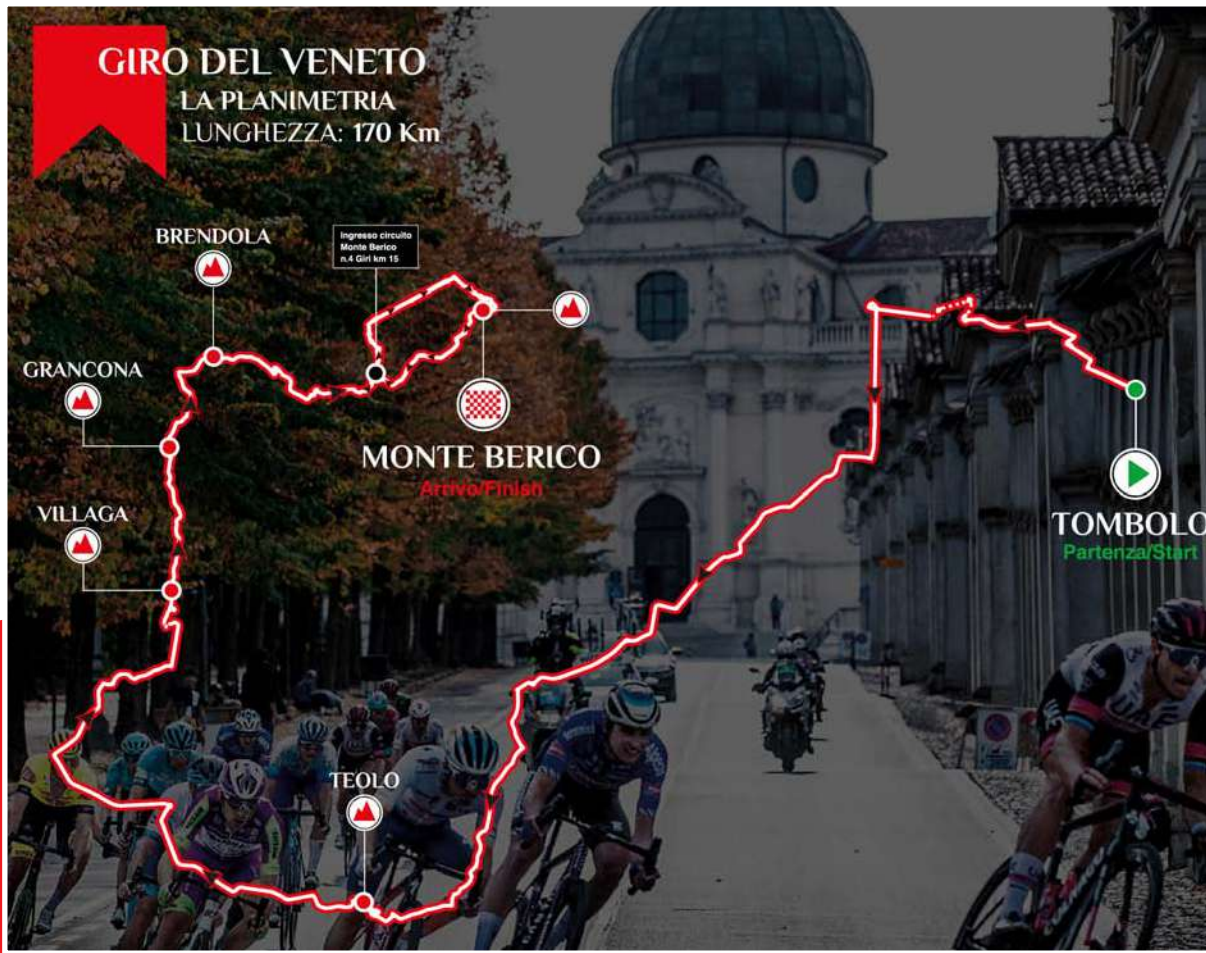 GIRO DEL VENETO
LA PLANIMETRIA
LUNGHEZZA: 170 Km
BRENDOLA
Ingresso circuito
Monte Berico
n.4 Giri km 15
GRANCONA
MONTE BERICO
Arrivo/Finish
VILLAGA
TOMBOLO
Partenza/Start
TEOLO